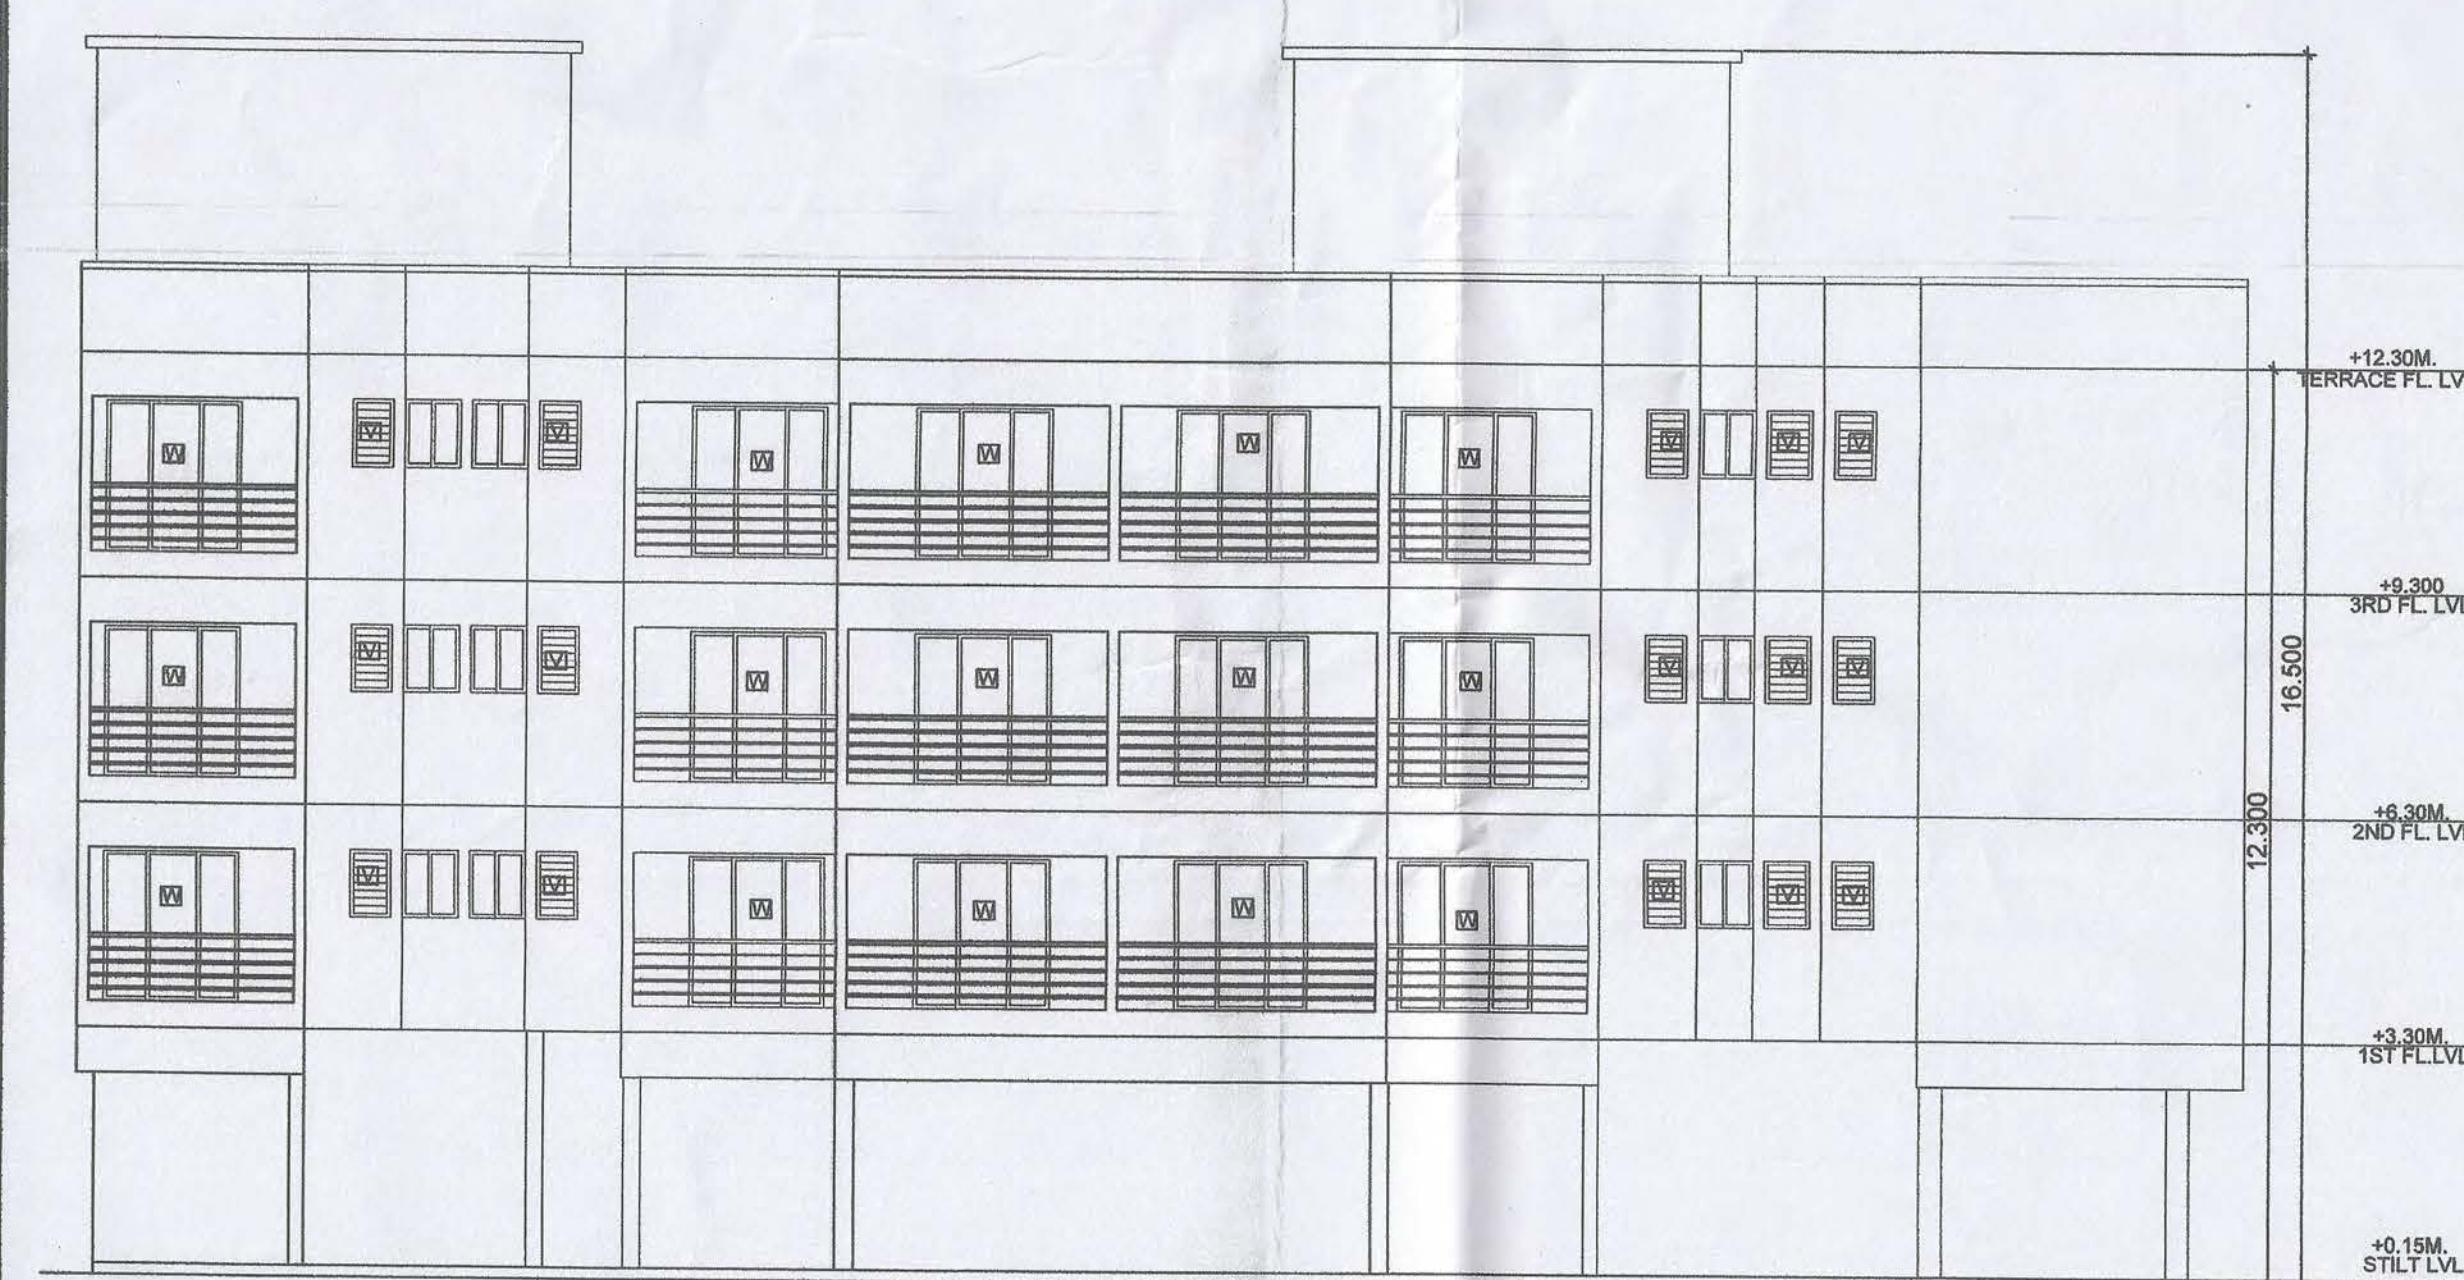 W V V W W W W V V V
+12.30M.
TERRACE FL. LV
W V V W W W W V V V
+9.300
3RD FL. LVL
16.500
W V V W W W W V V V
+6.30M.
2ND FL. LV
12.300
+3.30M.
1ST FL.LVL
+0.15M.
STILT LVL